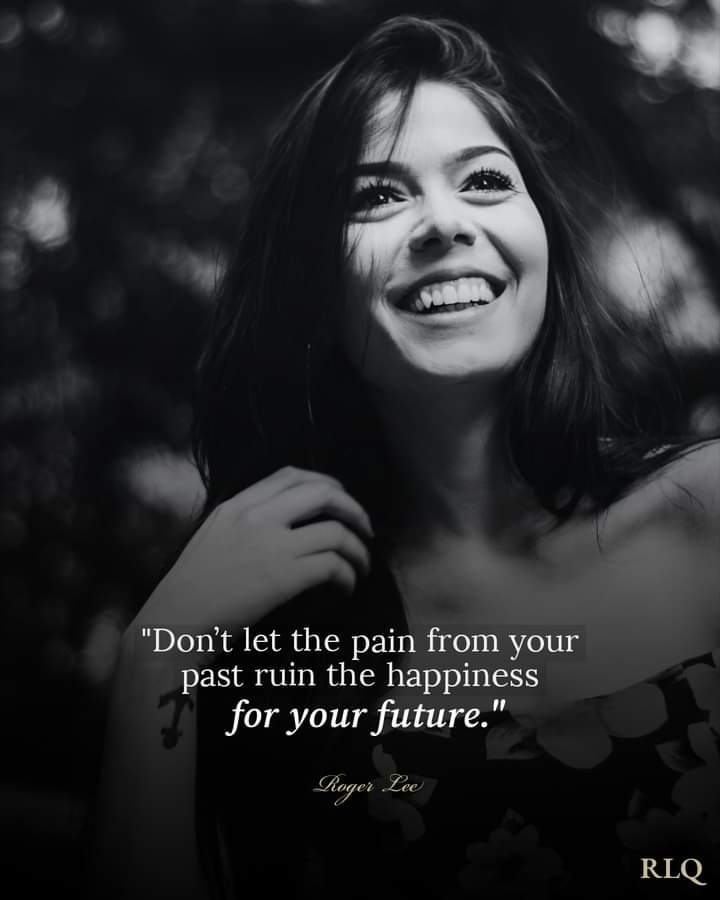 "Don’t let the pain from your
past ruin the happiness
for your future."
Roger Lee
RLQ